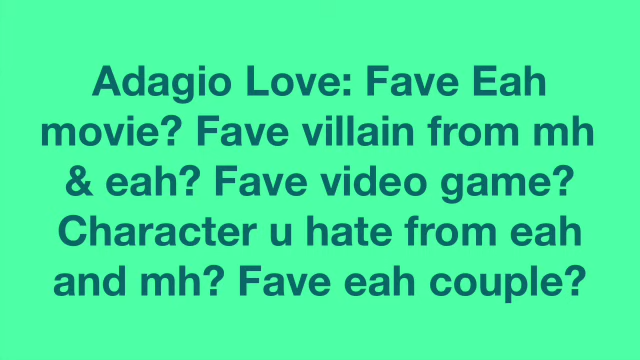 Adagio Love: Fave Eah
movie? Fave villain from mh
& eah? Fave video game?
Character u hate from eah
and mh? Fave eah couple?